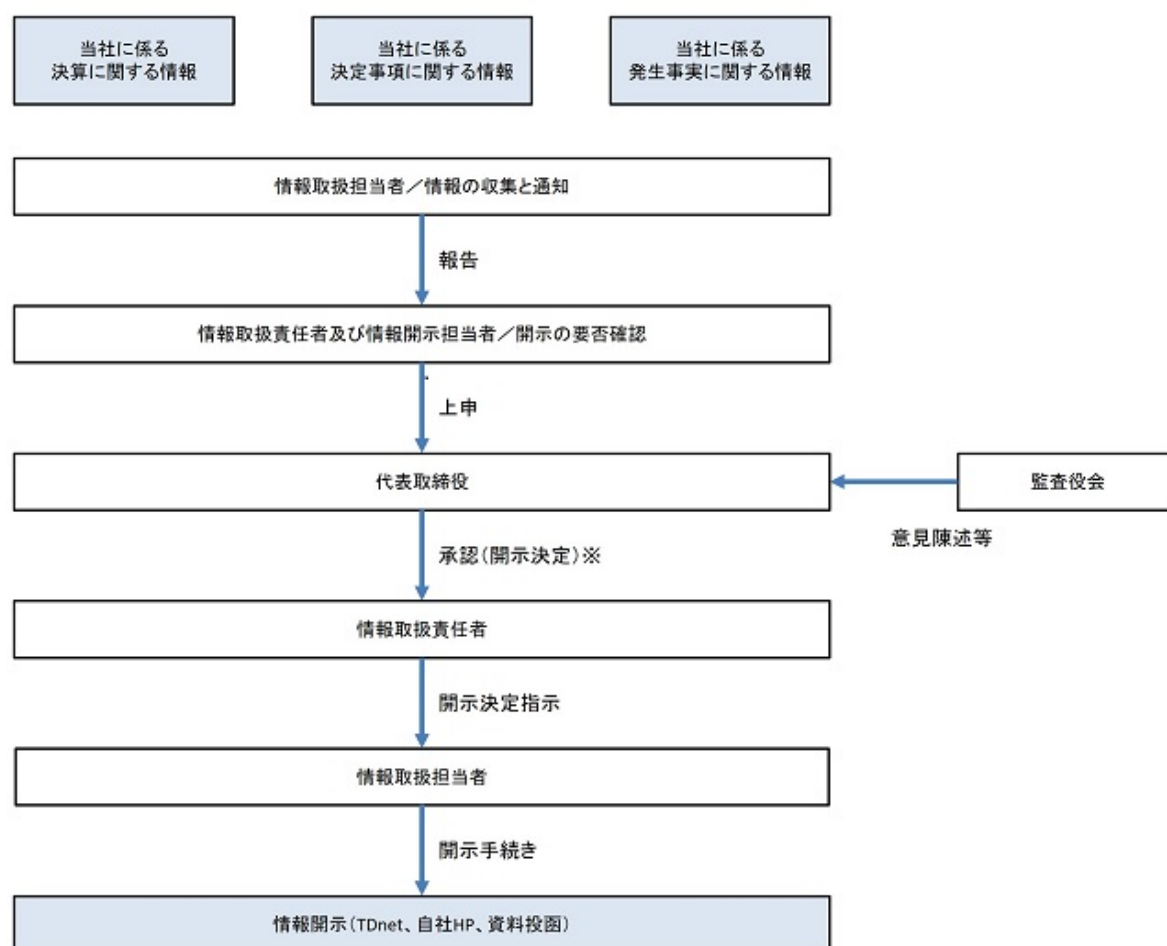 当社に係る
決算に関する情報
当社に係る
決定事項に関する情報
当社に係る
発生事実に関する情報
情報取扱担当者／情報の収集と通知
報告
情報取扱責任者及び情報開示担当者／開示の要否確認
上申
代表取締役
監査役会
意見陳述等
承認(開示決定)※
情報取扱責任者
開示決定指示
情報取扱担当者
開示手続き
情報開示(TDnet、自社HP、資料投函)